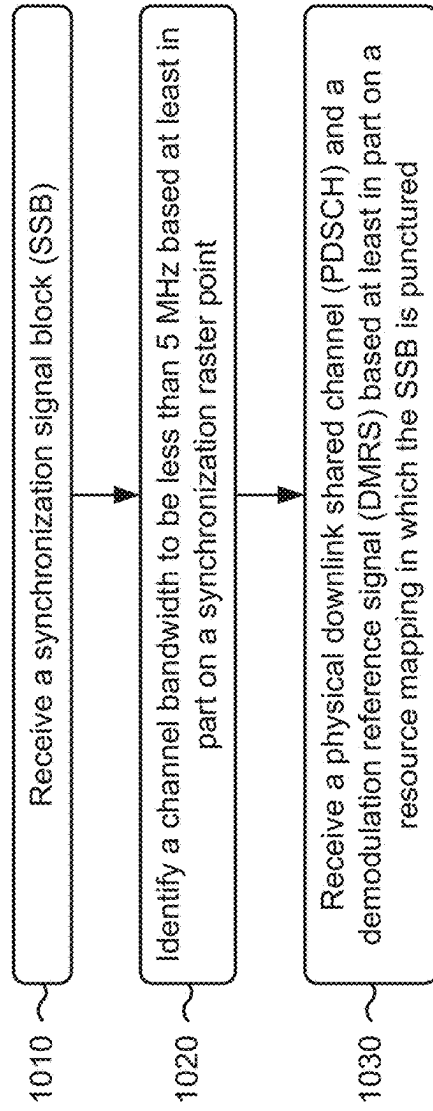 1010
Receive a synchronization signal block (SSB)
1020
Identify a channel bandwidth to be less than 5 MHz based at least in
part on a synchronization raster point
1030
Receive a physical downlink shared channel (PDSCH) and a
demodulation reference signal (DMRS) based at least in part on a
resource mapping in which the SSB is punctured